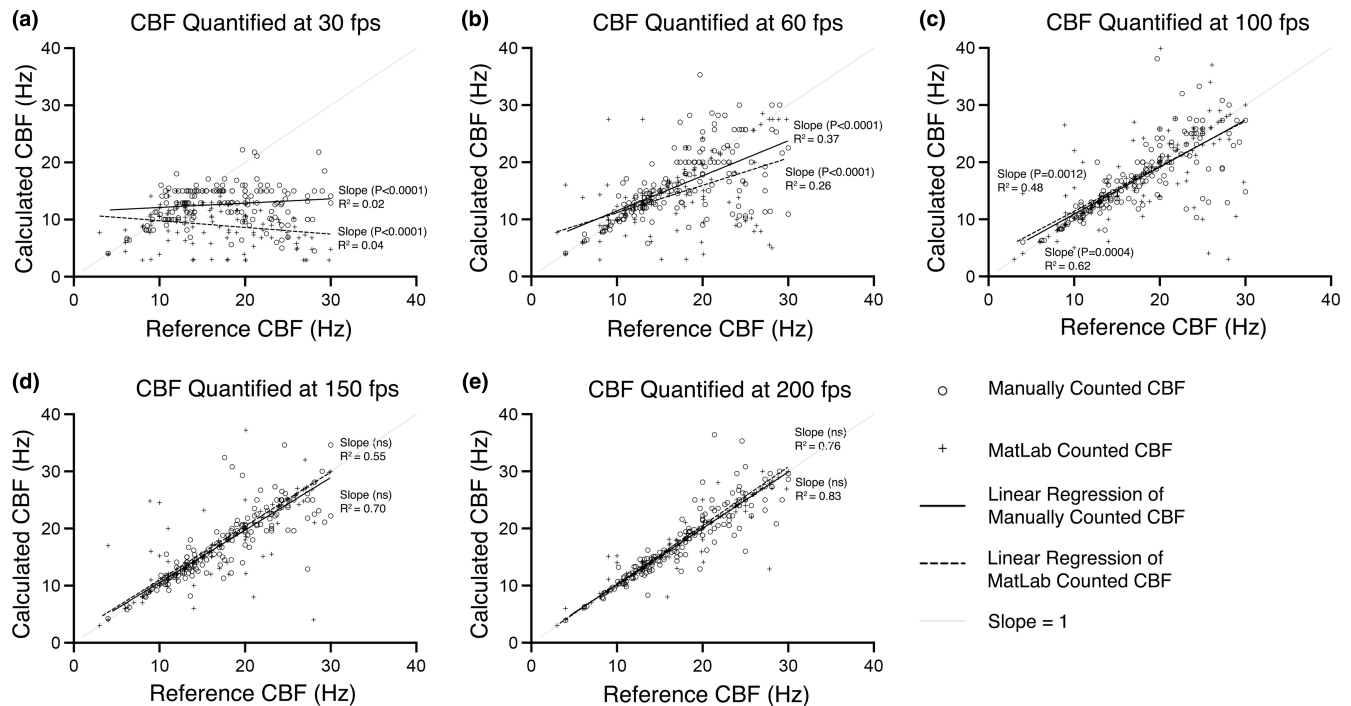 (a)
CBF Quantified at 30 fps
40
30
20
10
0
10
20
30
40
Calculated CBF (Hz)
Reference CBF (Hz)
Slope (P<0.0001)
R² = 0.02
Slope (P<0.0001)
R² = 0.04
(b)
CBF Quantified at 60 fps
40
30
20
10
0
0
10
20
30
40
Calculated CBF (Hz)
Reference CBF (Hz)
Slope (P<0.0001)
R² = 0.37
Slope (P<0.0001)
R² = 0.26
(c)
CBF Quantified at 100 fps
40
30
20
10
0
0
10
20
30
40
Calculated CBF (Hz)
Reference CBF (Hz)
Slope (P=0.0012)
R² = 0.48
Slope (P=0.0004)
R² = 0.62
(d)
CBF Quantified at 150 fps
40
30
20
10
0
0
10
20
30
40
Calculated CBF (Hz)
Reference CBF (Hz)
Slope (ns)
R² = 0.55
Slope (ns)
R² = 0.70
(e)
CBF Quantified at 200 fps
40
30
20
10
0
0
10
20
30
40
Calculated CBF (Hz)
Reference CBF (Hz)
Slope (ns)
R² = 0.76
Slope (ns)
R² = 0.83
Manually Counted CBF
MatLab Counted CBF
Linear Regression of
Manually Counted CBF
Linear Regression of
MatLab Counted CBF
Slope = 1